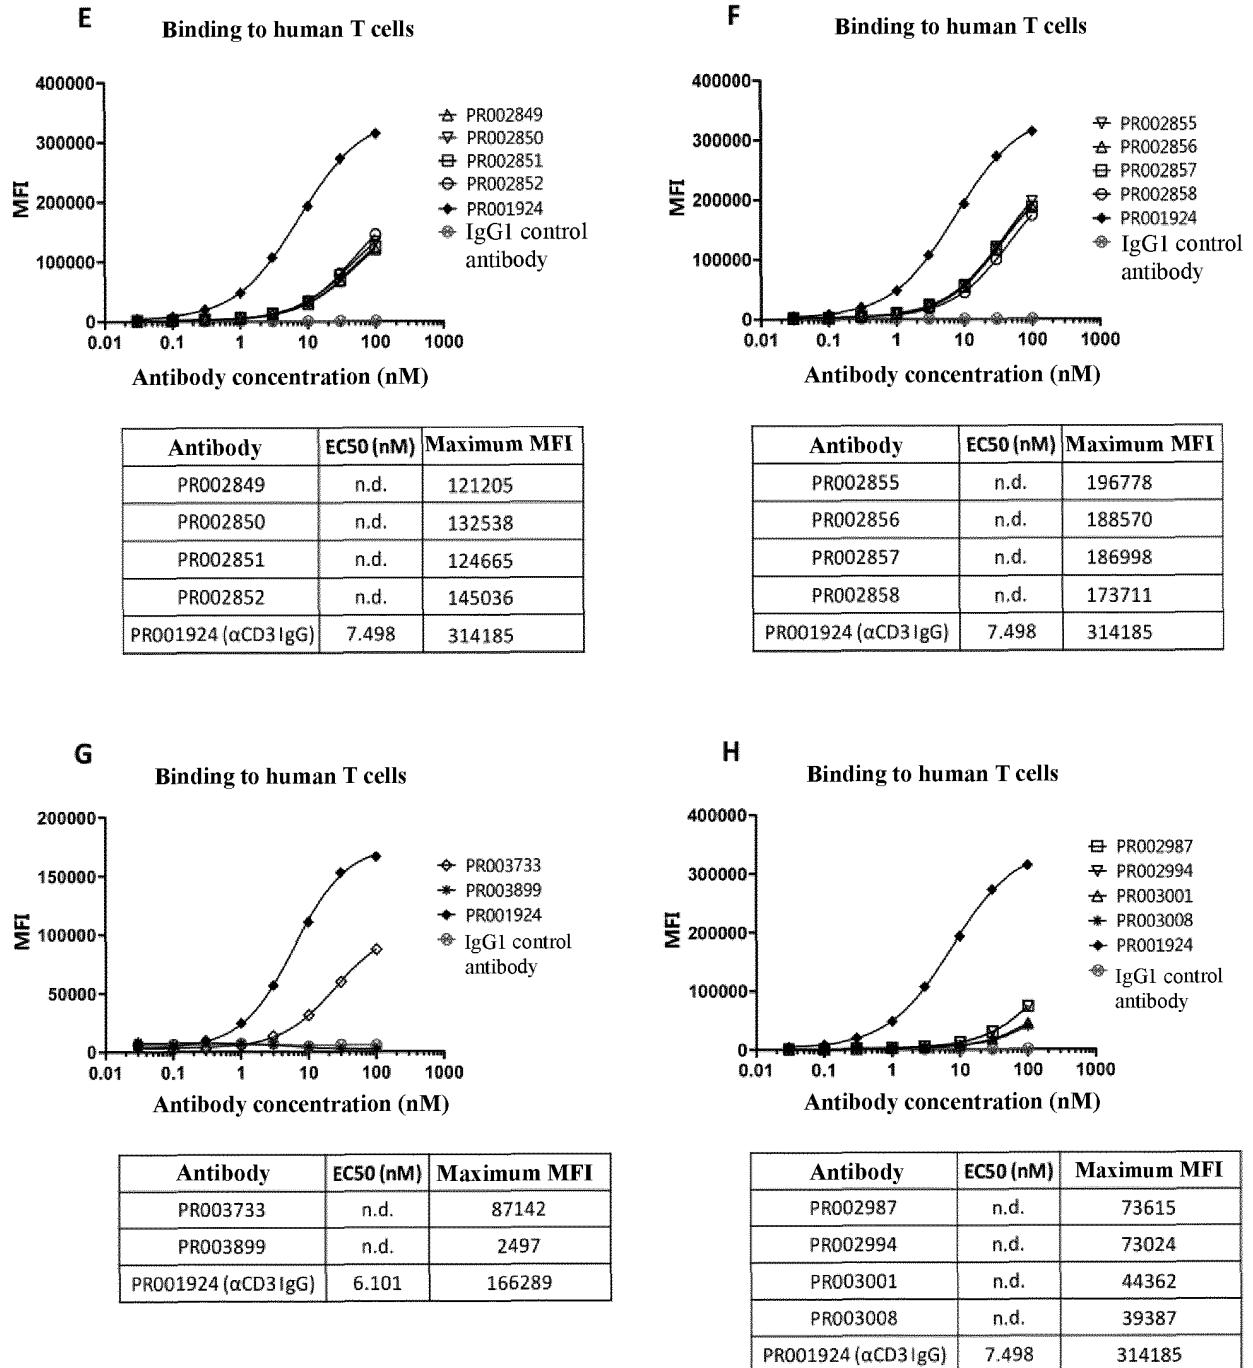 E
Binding to human T cells
400000
300000
200000
100000
0
MFI
0.01 0.1 1 10 100 1000
Antibody concentration (nM)
PR002849
PR002850
PR002851
PR002852
PR001924
IgG1 control
antibody
Antibody EC50 (nM) Maximum MFI
PR002849 n.d. 121205
PR002850 n.d. 132538
PR002851 n.d. 124665
PR002852 n.d. 145036
PR001924 (αCD3 IgG) 7.498 314185
F
Binding to human T cells
400000
300000
200000
100000
0
MFI
0.01 0.1 1 10 100 1000
Antibody concentration (nM)
PR002855
PR002856
PR002857
PR002858
PR001924
IgG1 control
antibody
Antibody EC50 (nM) Maximum MFI
PR002855 n.d. 196778
PR002856 n.d. 188570
PR002857 n.d. 186998
PR002858 n.d. 173711
PR001924 (αCD3 IgG) 7.498 314185
G
Binding to human T cells
200000
150000
100000
50000
0
MFI
0.01 0.1 1 10 100 1000
Antibody concentration (nM)
PR003733
PR003899
PR001924
IgG1 control
antibody
Antibody EC50 (nM) Maximum MFI
PR003733 n.d. 87142
PR003899 n.d. 2497
PR001924 (αCD3 IgG) 6.101 166289
H
Binding to human T cells
400000
300000
200000
100000
0
MFI
0.01 0.1 1 10 100 1000
Antibody concentration (nM)
PR002987
PR002994
PR003001
PR003008
PR001924
IgG1 control
antibody
Antibody EC50 (nM) Maximum MFI
PR002987 n.d. 73615
PR002994 n.d. 73024
PR003001 n.d. 44362
PR003008 n.d. 39387
PR001924 (αCD3 IgG) 7.498 314185